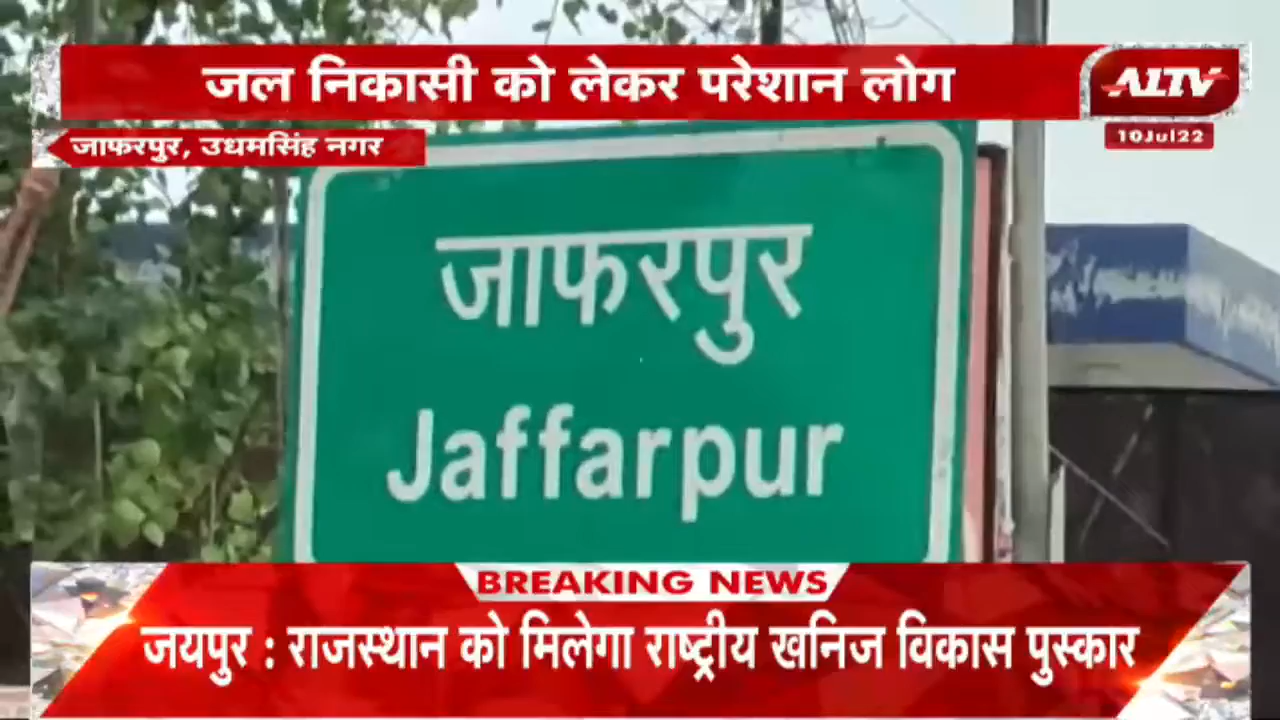 जल निकासी को लेकर परेशान लोग
ALTV
10Jul22
जाफरपुर, उधमसिंह नगर
जाफरपुर
Jaffarpur
BREAKING NEWS
जयपुर : राजस्थान को मिलेगा राष्ट्रीय खनिज विकास पुस्कार